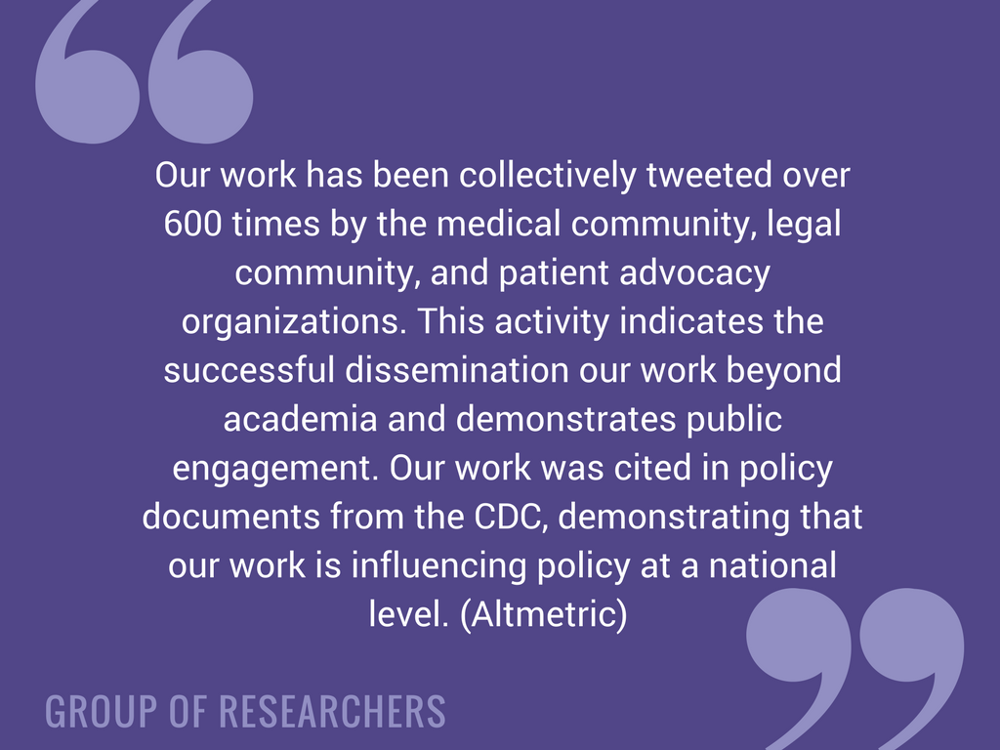 Our work has been collectively tweeted over
600 times by the medical community, legal
community, and patient advocacy
organizations. This activity indicates the
successful dissemination our work beyond
academia and demonstrates public
engagement. Our work was cited in policy
documents from the CDC, demonstrating that
our work is influencing policy at a national
level. (Altmetric)
GROUP OF RESEARCHERS